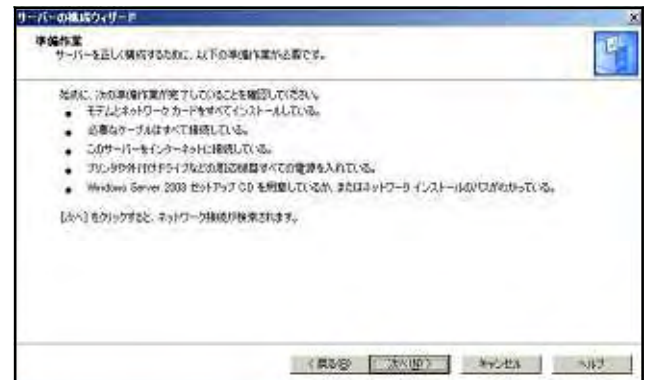 サーバーの構成ウィザード
準備作業
サーバーを正しく構成するために、以下の準備作業が必要です。
始めに、次の準備作業が完了していることを確認してください。
モデムとネットワーク カードをすべてインストールしている。
必要なケーブルはすべて接続している。
このサーバーをインターネットに接続している。
プリンタや外付けドライブなどの周辺機器すべての電源を入れている。
Windows Server 2003 セットアップ CD を用意しているか、またはネットワーク インストールのパスがわかっている。
[次へ] をクリックすると、ネットワーク接続が検索されます。
< 戻る(B) 次へ(N) > キャンセル ヘルプ